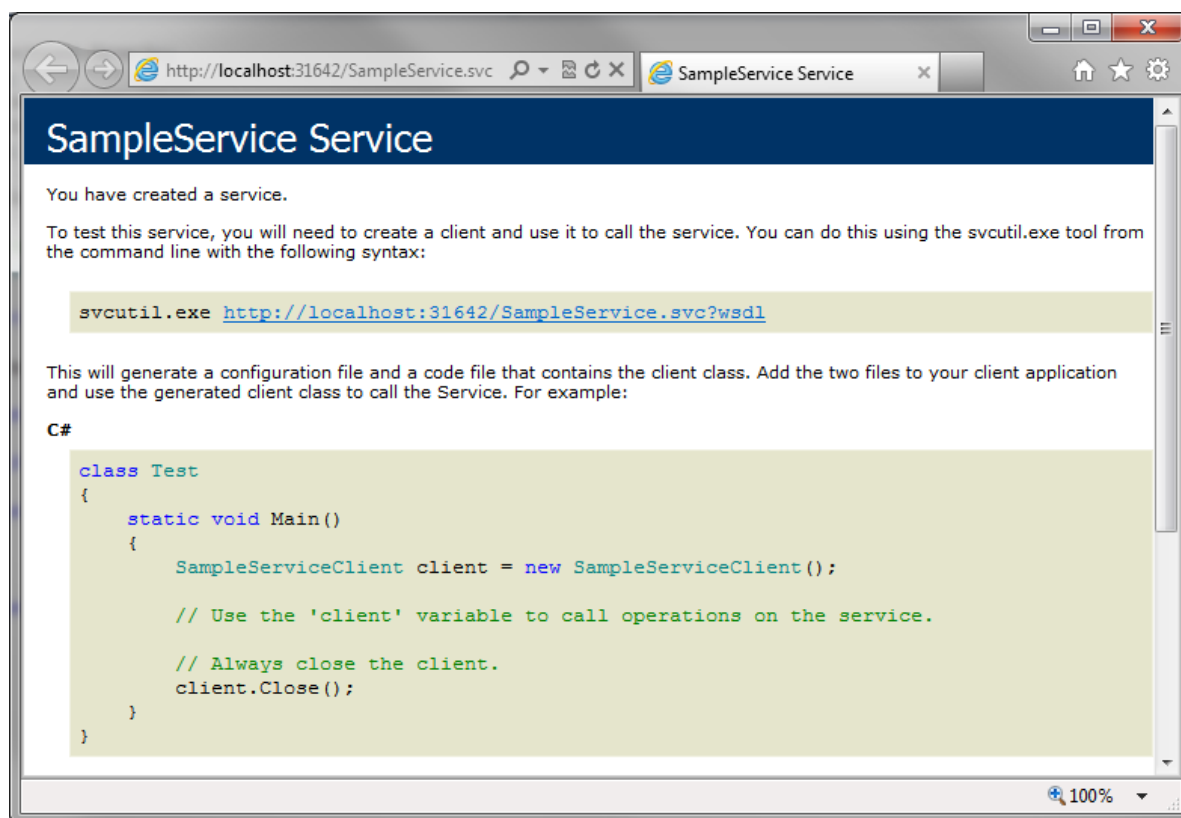 http://localhost:31642/SampleService.svc
SampleService Service
SampleService Service
You have created a service.
To test this service, you will need to create a client and use it to call the service. You can do this using the svcutil.exe tool from
the command line with the following syntax:
svcutil.exe http://localhost:31642/SampleService.svc?wsdl
This will generate a configuration file and a code file that contains the client class. Add the two files to your client application
and use the generated client class to call the Service. For example:
C#
class Test
{
    static void Main()
    {
        SampleServiceClient client = new SampleServiceClient();
        // Use the 'client' variable to call operations on the service.
        // Always close the client.
        client.Close();
    }
}
100%